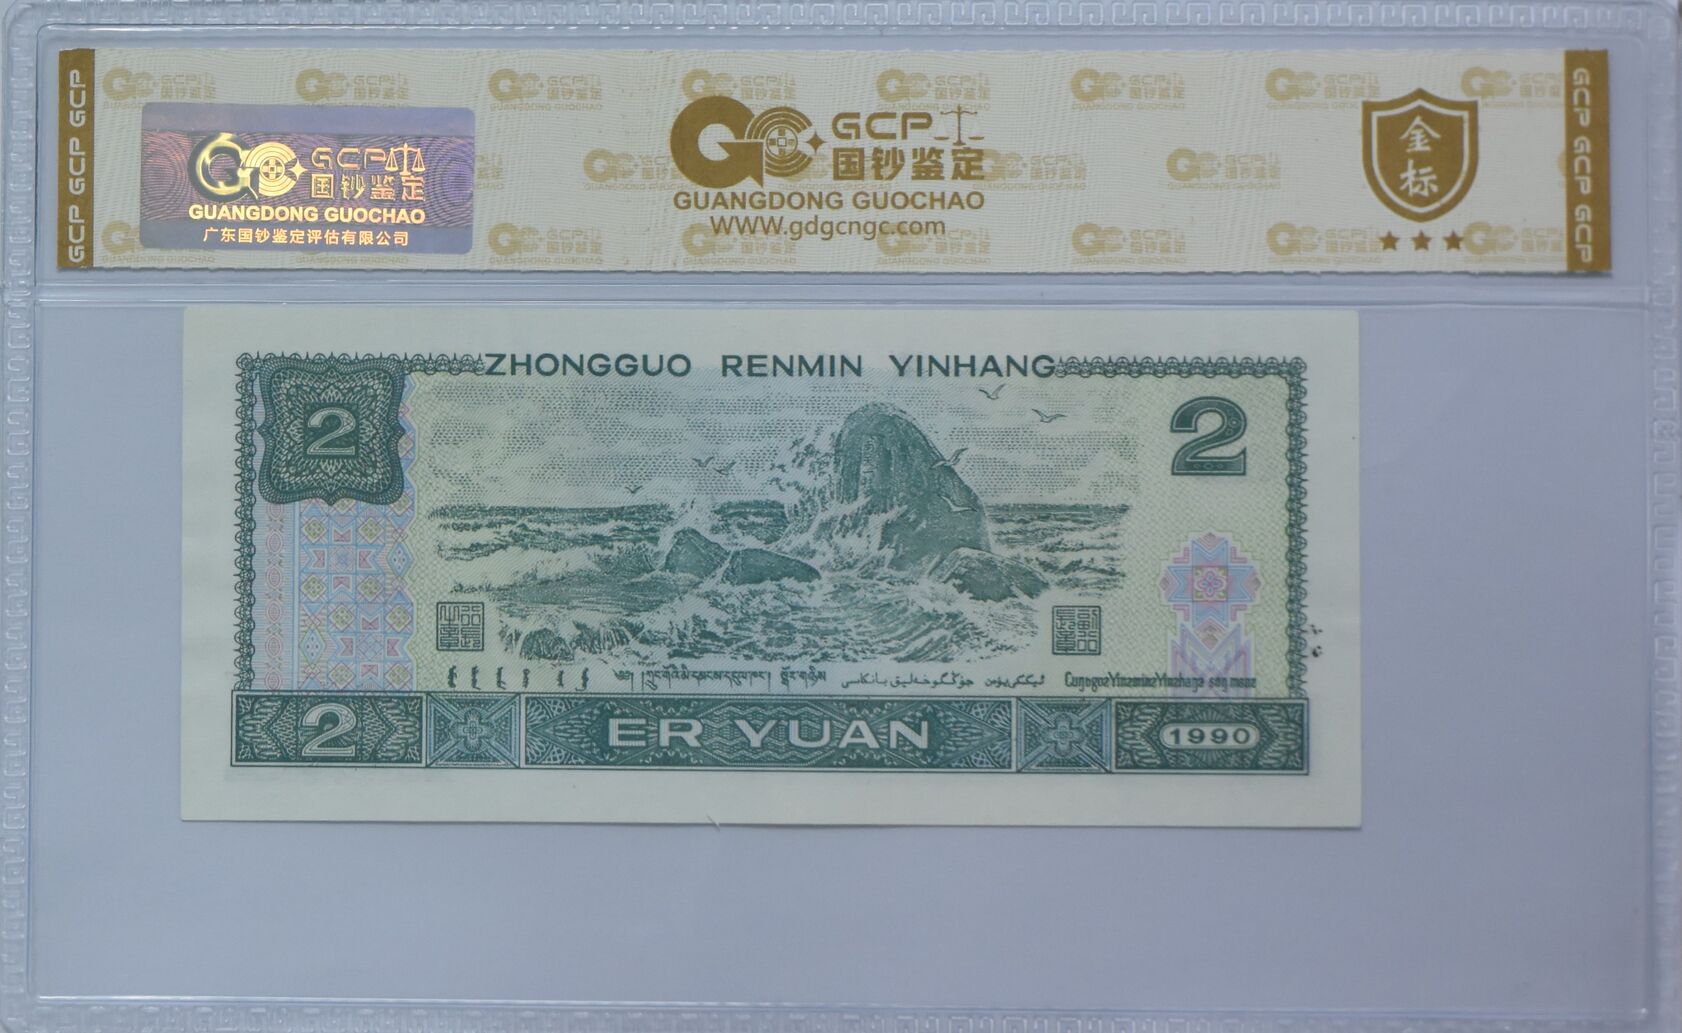 GCP GCP GCP
GCP
国钞鉴定
GUANGDONG GUOCHAO
广东国钞鉴定评估有限公司
GCP
国钞鉴定
GUANGDONG GUOCHAO
WWW.gdgcngc.com
金标
GCP GCP GCP
ZHONGGUO RENMIN YINHANG
2
2
2
ER YUAN
1990